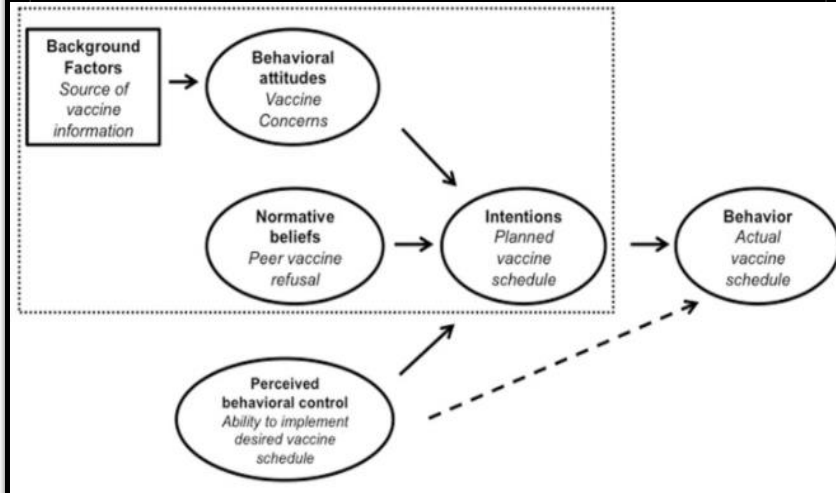 Background
Factors
Source of
vaccine
information
Behavioral
attitudes
Vaccine
Concerns
Normative
beliefs
Peer vaccine
refusal
Intentions
Planned
vaccine
schedule
Behavior
Actual
vaccine
schedule
Perceived
behavioral control
Ability to implement
desired vaccine
schedule